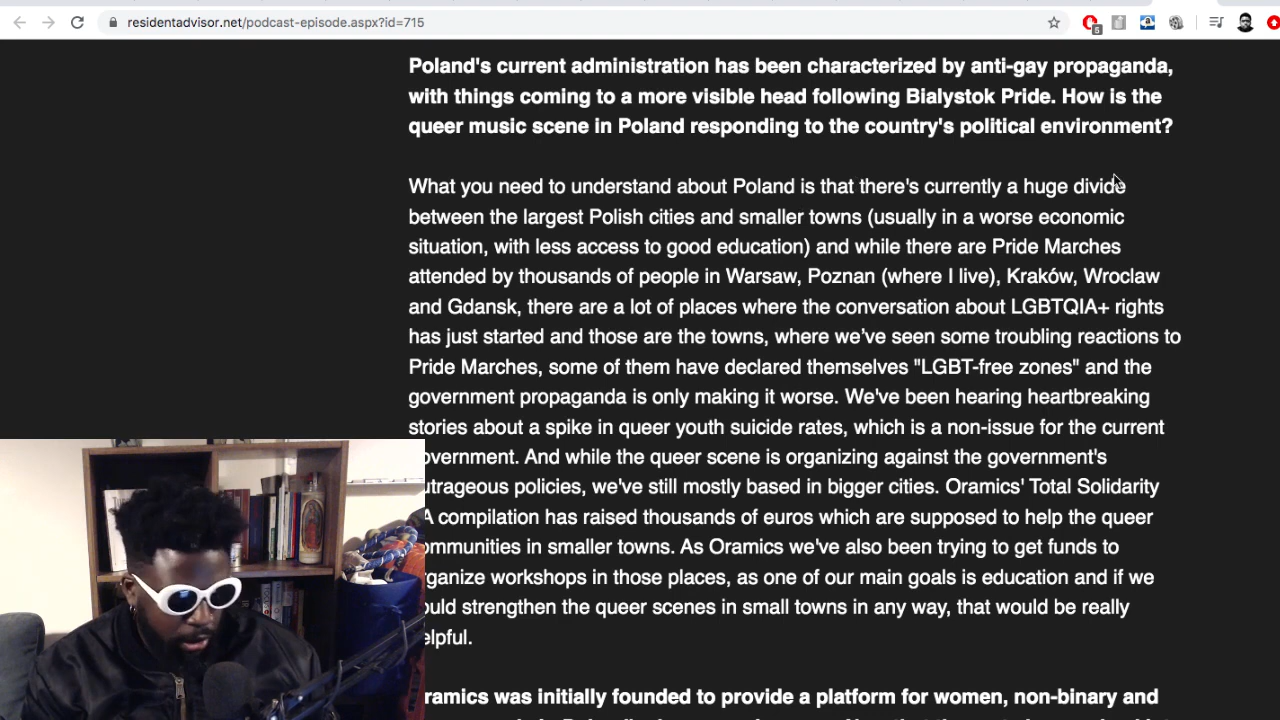 residentadvisor.net/podcast-episode.aspx?id=715
5
Poland's current administration has been characterized by anti-gay propaganda,
with things coming to a more visible head following Bialystok Pride. How is the
queer music scene in Poland responding to the country's political environment?
What you need to understand about Poland is that there's currently a huge divide
between the largest Polish cities and smaller towns (usually in a worse economic
situation, with less access to good education) and while there are Pride Marches
attended by thousands of people in Warsaw, Poznan (where I live), Kraków, Wroclaw
and Gdansk, there are a lot of places where the conversation about LGBTQIA+ rights
has just started and those are the towns, where we've seen some troubling reactions to
Pride Marches, some of them have declared themselves "LGBT-free zones" and the
government propaganda is only making it worse. We've been hearing heartbreaking
stories about a spike in queer youth suicide rates, which is a non-issue for the current
overnment. And while the queer scene is organizing against the government's
utrageous policies, we've still mostly based in bigger cities. Oramics' Total Solidarity
A compilation has raised thousands of euros which are supposed to help the queer
ommunities in smaller towns. As Oramics we've also been trying to get funds to
rganize workshops in those places, as one of our main goals is education and if we
ould strengthen the queer scenes in small towns in any way, that would be really
elpful.
ramics was initially founded to provide a platform for women, non-binary and